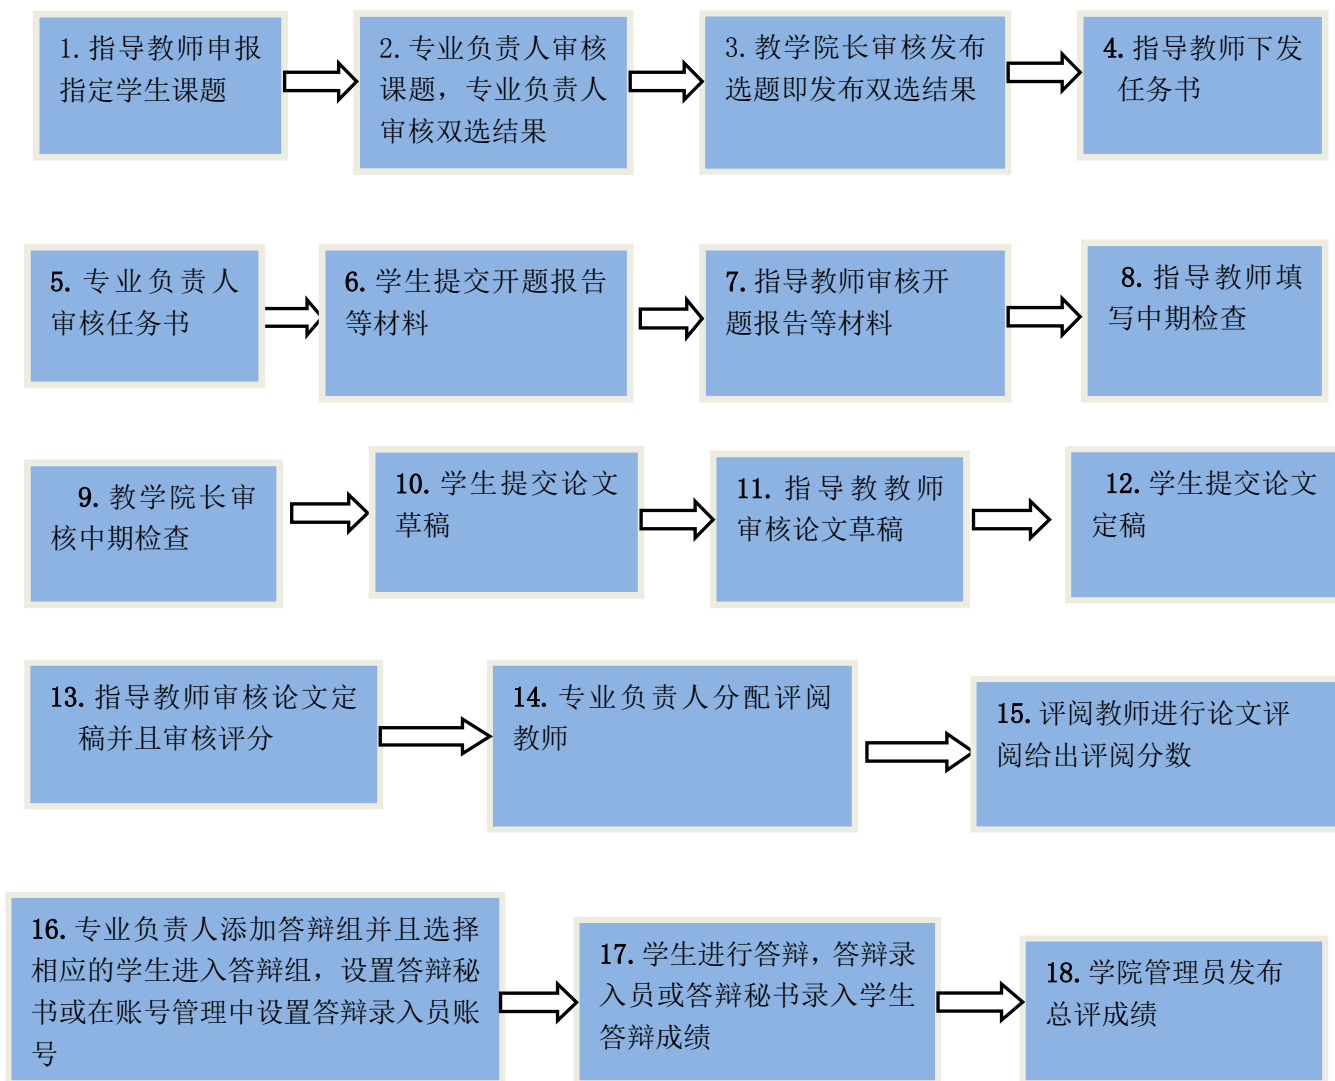 1.指导教师申报
指定学生课题
2.专业负责人审核
课题，专业负责人
审核双选结果
3.教学院长审核发布
选题即发布双选结果
4.指导教师下发
任务书
5.专业负责人
审核任务书
6.学生提交开题报告
等材料
7.指导教师审核开
题报告等材料
8.指导教师填
写中期检查
9.教学院长审
核中期检查
10.学生提交论文
草稿
11.指导教教师
审核论文草稿
12.学生提交论文
定稿
13.指导教师审核论文定
稿并且审核评分
14.专业负责人分配评阅
教师
15.评阅教师进行论文评
阅给出评阅分数
16.专业负责人添加答辩组并且选择
相应的学生进入答辩组，设置答辩秘
书或在账号管理中设置答辩录入员账
号
17.学生进行答辩，答辩录
入员或答辩秘书录入学生
答辩成绩
18.学院管理员发布
总评成绩